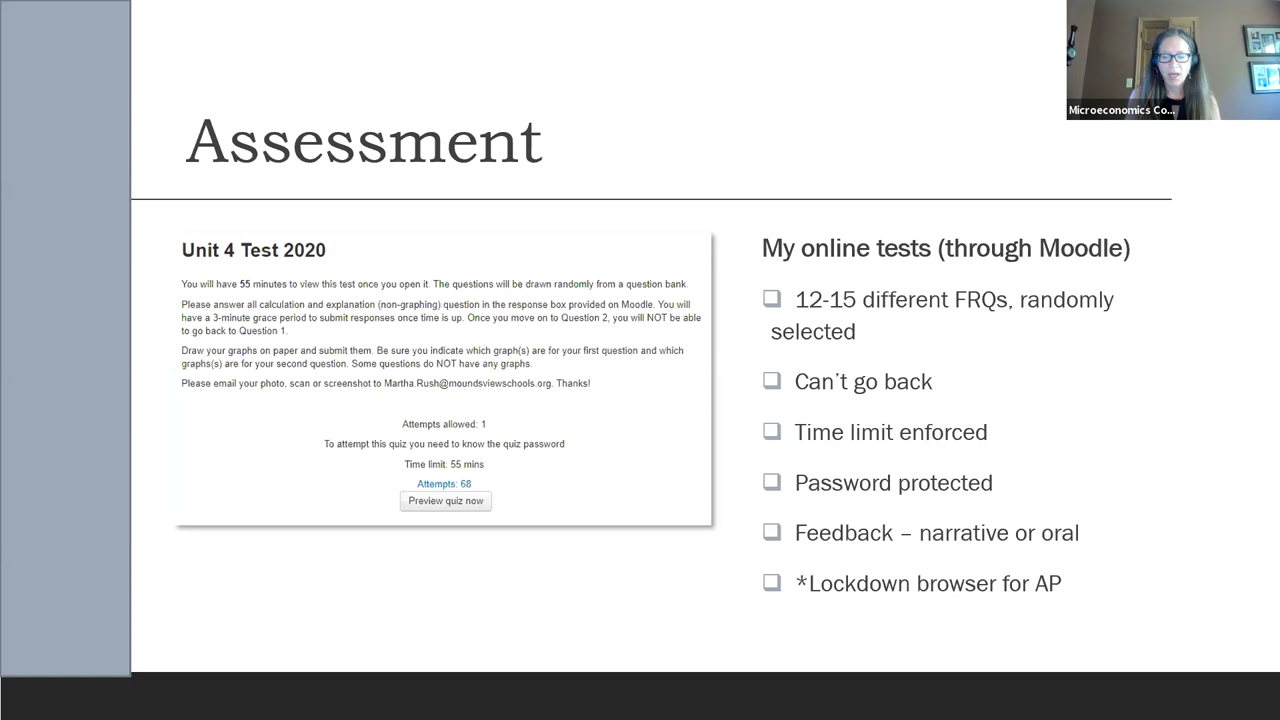 Microeconomics Co...
Assessment
Unit 4 Test 2020
You will have 55 minutes to view this test once you open it. The questions will be drawn randomly from a question bank.
Please answer all calculation and explanation (non-graphing) question in the response box provided on Moodle. You will
have a 3-minute grace period to submit responses once time is up. Once you move on to Question 2, you will NOT be able
to go back to Question 1.
Draw your graphs on paper and submit them. Be sure you indicate which graph(s) are for your first question and which
graphs(s) are for your second question. Some questions do NOT have any graphs.
Please email your photo, scan or screenshot to Martha.Rush@moundsviewschools.org. Thanks!
Attempts allowed: 1
To attempt this quiz you need to know the quiz password
Time limit: 55 mins
Attempts: 68
Preview quiz now
My online tests (through Moodle)
12-15 different FRQs, randomly
selected
Can't go back
Time limit enforced
Password protected
Feedback – narrative or oral
*Lockdown browser for AP